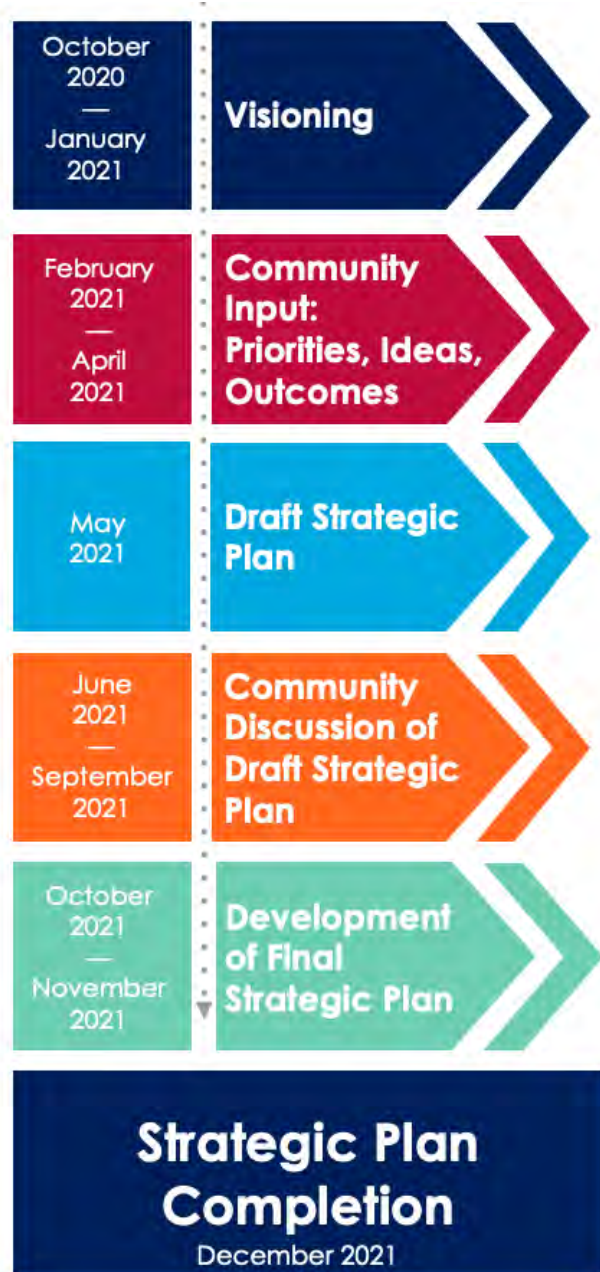 October
2020
—
January
2021
Visioning
February
2021
—
April
2021
Community
Input:
Priorities, Ideas,
Outcomes
May
2021
Draft Strategic
Plan
June
2021
—
September
2021
Community
Discussion of
Draft Strategic
Plan
October
2021
—
November
2021
Development
of Final
Strategic Plan
Strategic Plan
Completion
December 2021